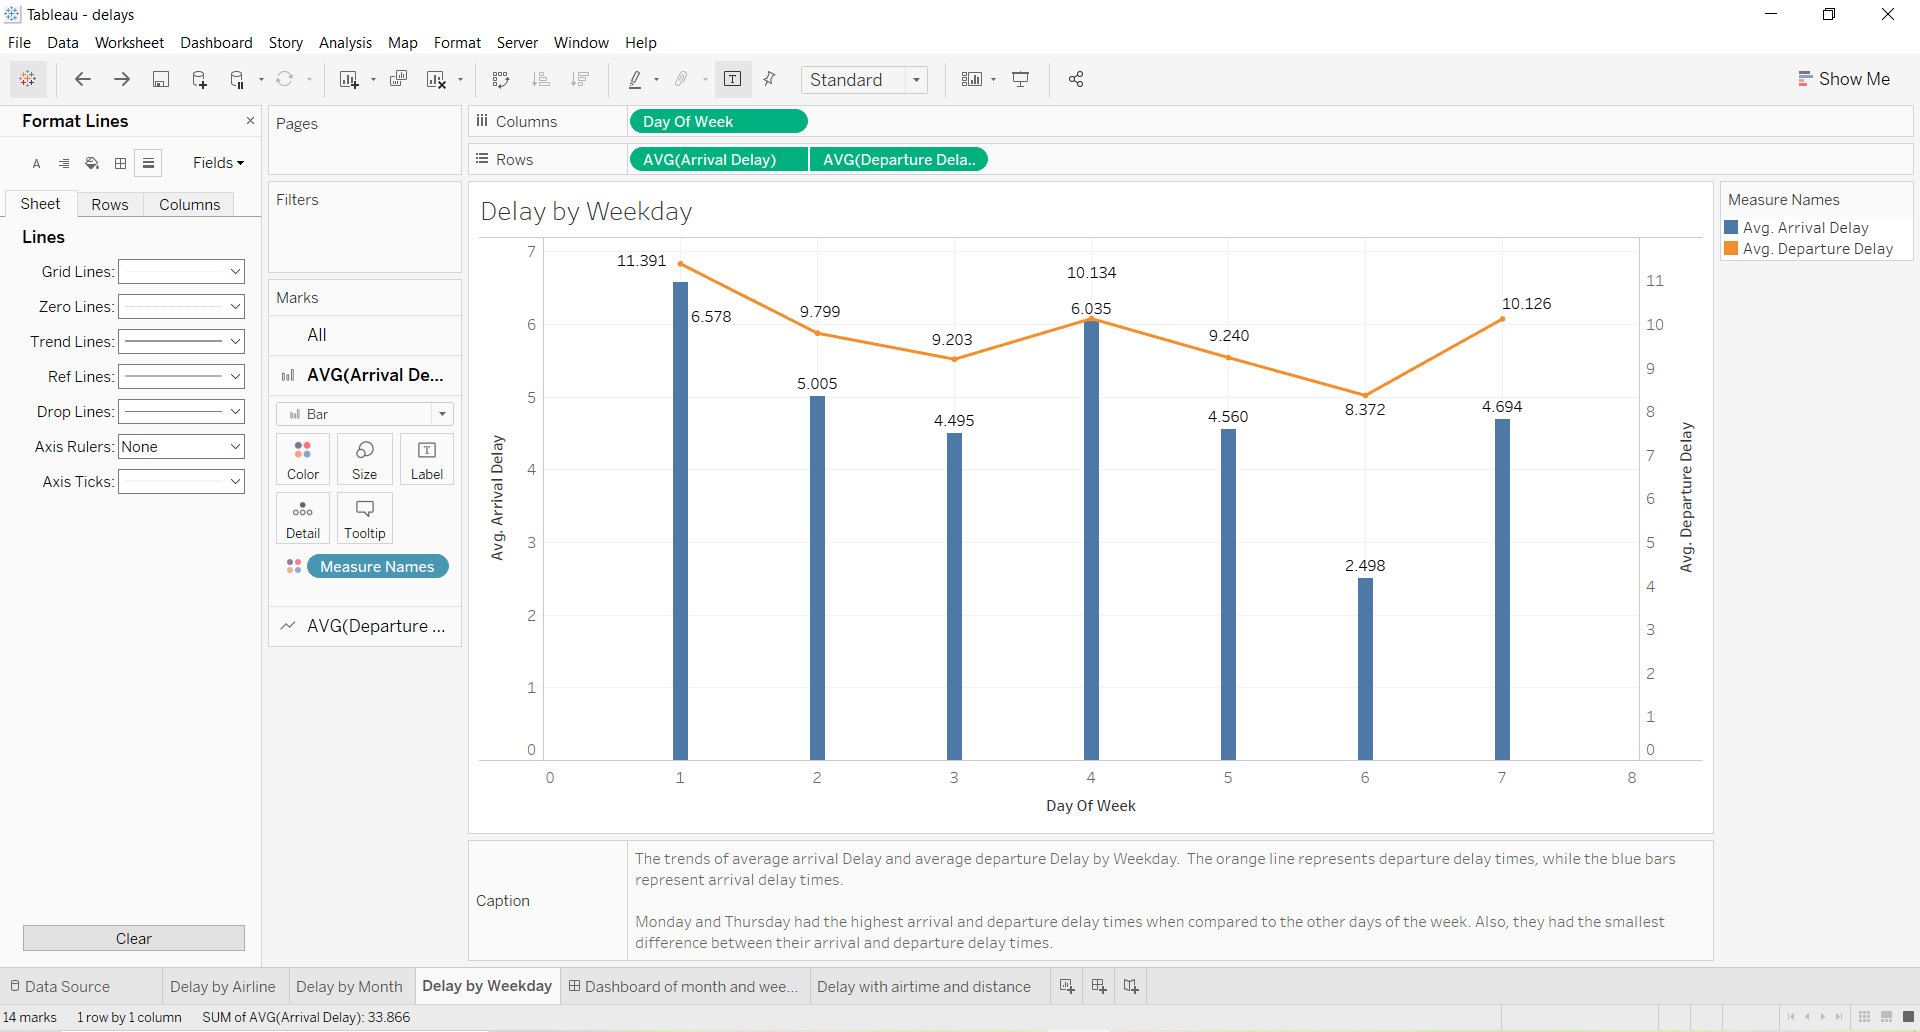 Tableau - delays
File Data Worksheet Dashboard Story Analysis Map Format Server Window Help
Standard
Show Me
Format Lines
Fields
Sheet Rows Columns
Lines
Grid Lines:
Zero Lines:
Trend Lines:
Ref Lines:
Drop Lines:
Axis Rulers: None
Axis Ticks:
Clear
Pages
Filters
Marks
All
AVG(Arrival De...
Bar
Color Size Label
Detail Tooltip
Measure Names
AVG(Departure ...
Columns Day Of Week
Rows AVG(Arrival Delay) AVG(Departure Dela..
Delay by Weekday
7
6
5
4
3
2
1
0
Avg. Arrival Delay
11.391
6.578
9.799
5.005
9.203
4.495
10.134
6.035
9.240
4.560
8.372
2.498
10.126
4.694
11
10
9
8
7
6
5
4
3
2
1
0
Avg. Departure Delay
0 1 2 3 4 5 6 7 8
Day Of Week
Measure Names
Avg. Arrival Delay
Avg. Departure Delay
Caption
The trends of average arrival Delay and average departure Delay by Weekday. The orange line represents departure delay times, while the blue bars
represent arrival delay times.
Monday and Thursday had the highest arrival and departure delay times when compared to the other days of the week. Also, they had the smallest
difference between their arrival and departure delay times.
Data Source Delay by Airline Delay by Month Delay by Weekday Dashboard of month and wee... Delay with airtime and distance
14 marks 1 row by 1 column SUM of AVG(Arrival Delay): 33.866